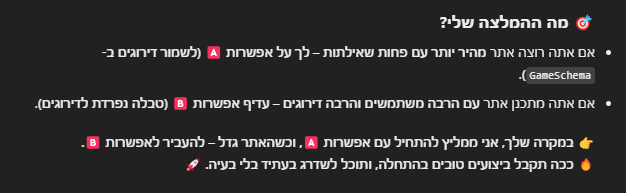 🎯 מה ההמלצה שלי?
• אם אתה רוצה אתר מהיר יותר עם פחות שאילתות – לך על אפשרות 🅰 (לשמור דירוגים ב-
GameSchema).
• אם אתה מתכנן אתר עם הרבה משתמשים והרבה דירוגים – עדיף אפשרות 🅱 (טבלה נפרדת לדירוגים).
👉 במקרה שלך, אני ממליץ להתחיל עם אפשרות 🅰, וכשהאתר גדל – להעביר לאפשרות 🅱.
🔥 ככה תקבל ביצועים טובים בהתחלה, ותוכל לשדרג בעתיד בלי בעיה. 🚀